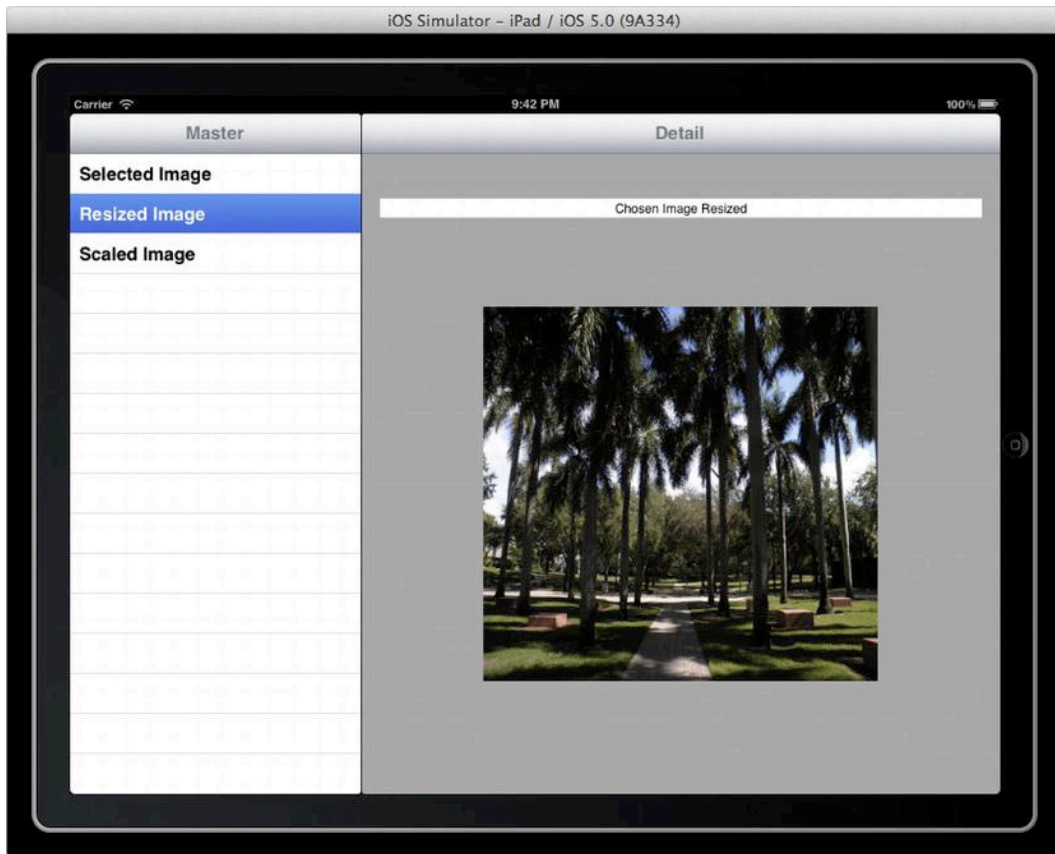 iOS Simulator – iPad / iOS 5.0 (9A334)
Carrier 9:42 PM 100%
Master Detail
Selected Image
Resized Image
Scaled Image
Chosen Image Resized